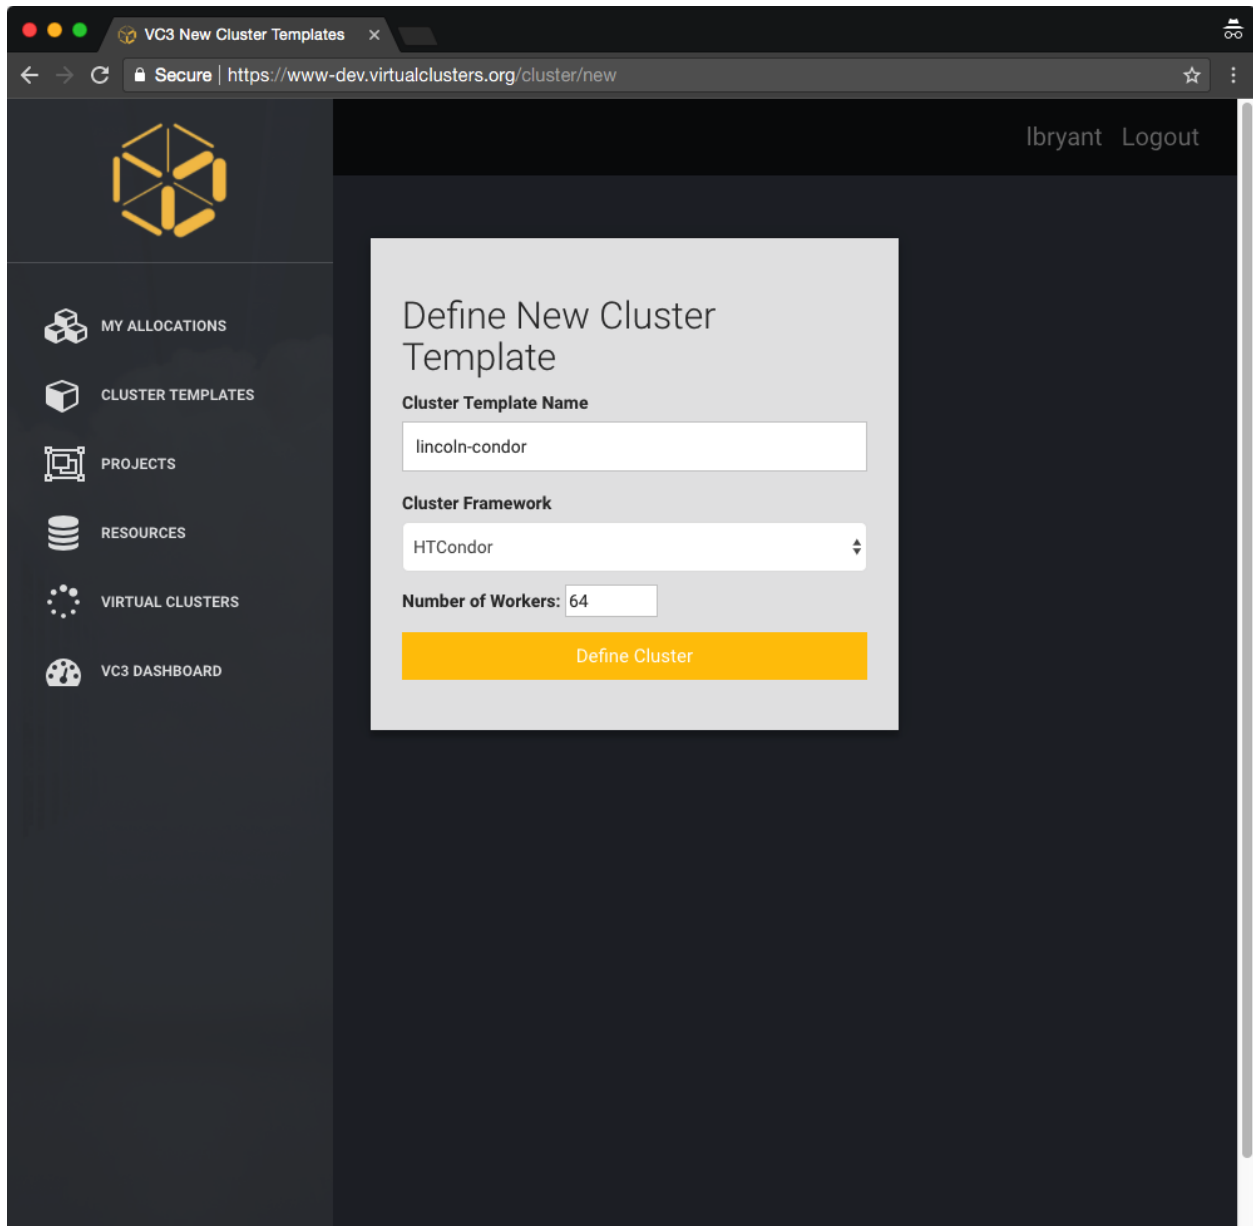 VC3 New Cluster Templates
Secure | https://www-dev.virtualclusters.org/cluster/new
lbryant Logout
MY ALLOCATIONS
CLUSTER TEMPLATES
PROJECTS
RESOURCES
VIRTUAL CLUSTERS
VC3 DASHBOARD
Define New Cluster
Template
Cluster Template Name
lincoln-condor
Cluster Framework
HTCondor
Number of Workers: 64
Define Cluster